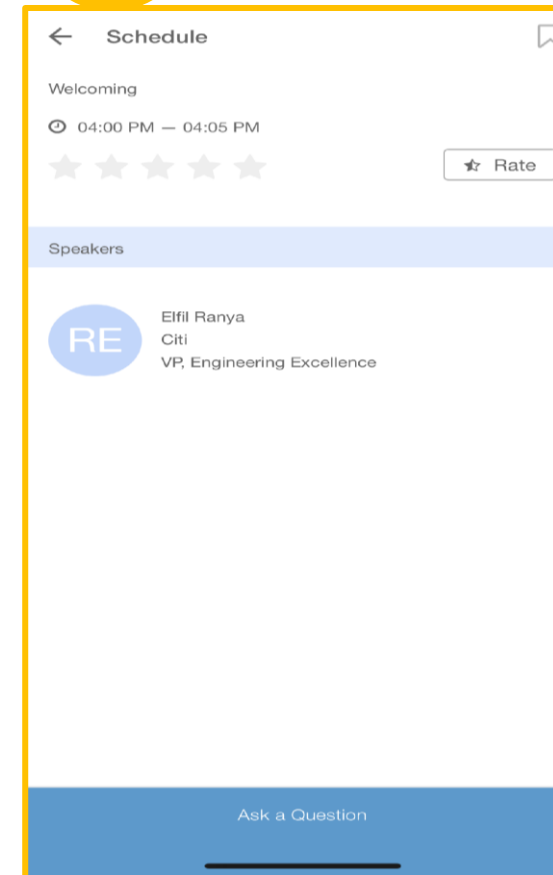 Schedule
Welcoming
04:00 PM — 04:05 PM
Rate
Speakers
RE
Elfil Ranya
Citi
VP, Engineering Excellence
Ask a Question